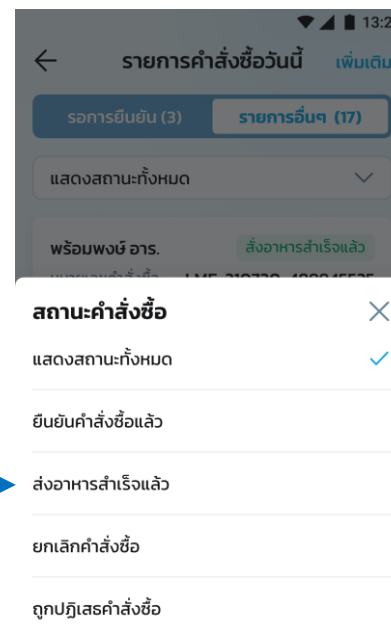 13:2
รายการคำสั่งซื้อวันนี้ เพิ่มเติม
รอการยืนยัน (3) รายการอื่นๆ (17)
แสดงสถานะทั้งหมด
พร้อมพงษ์ อาร. สั่งอาหารสำเร็จแล้ว
สถานะคำสั่งซื้อ
แสดงสถานะทั้งหมด
ยืนยันคำสั่งซื้อแล้ว
ส่งอาหารสำเร็จแล้ว
ยกเลิกคำสั่งซื้อ
ถูกปฏิเสธคำสั่งซื้อ